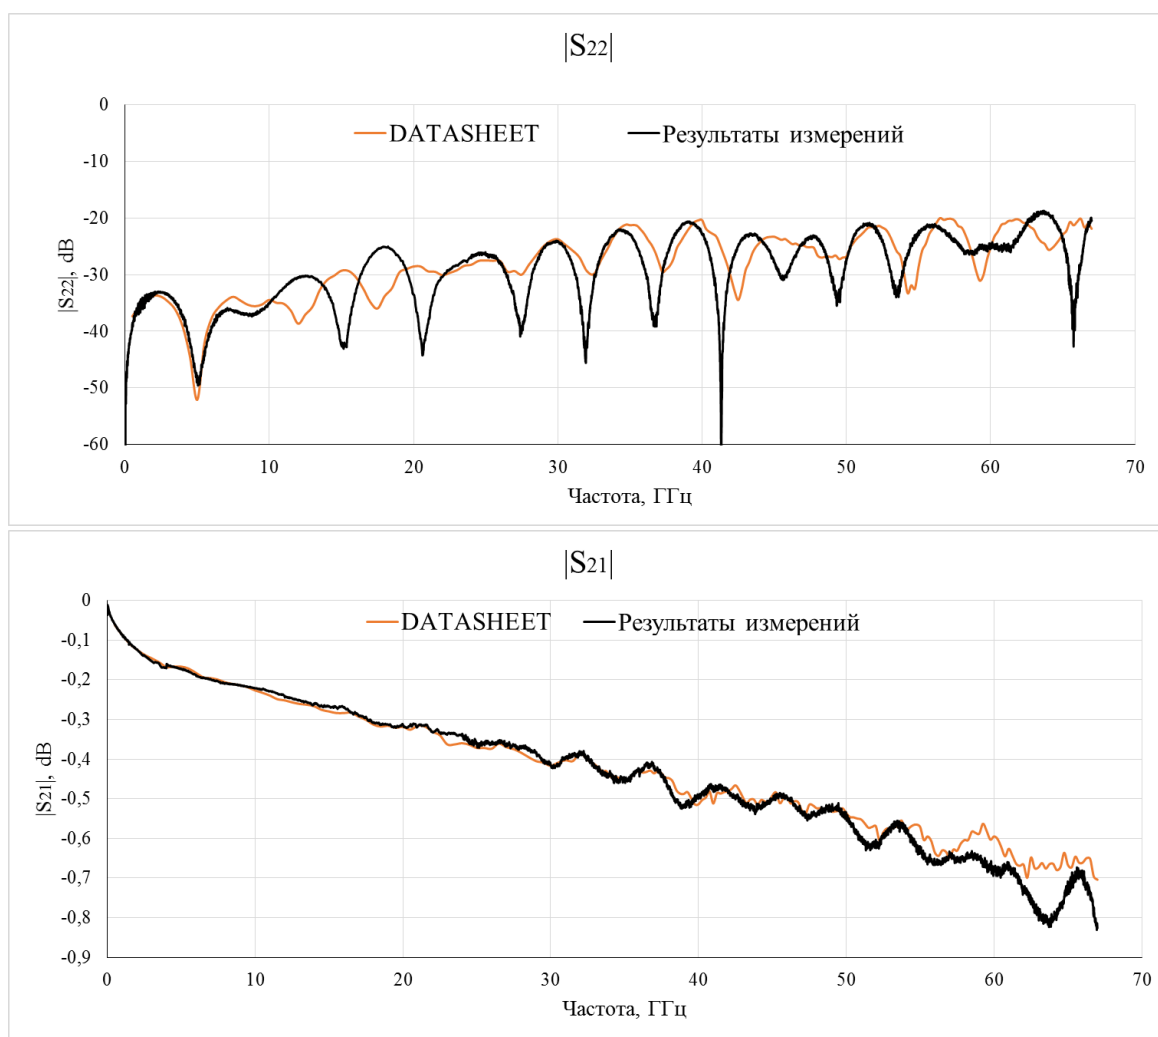 |S22|
0
DATASHEET
Результаты измерений
-10
-20
-30
-40
-50
-60
|S22|, dB
0 10 20 30 40 50 60 70
Частота, ГГц
|S21|
0
DATASHEET
Результаты измерений
-0,1
-0,2
-0,3
-0,4
-0,5
-0,6
-0,7
-0,8
-0,9
|S21|, dB
0 10 20 30 40 50 60 70
Частота, ГГц